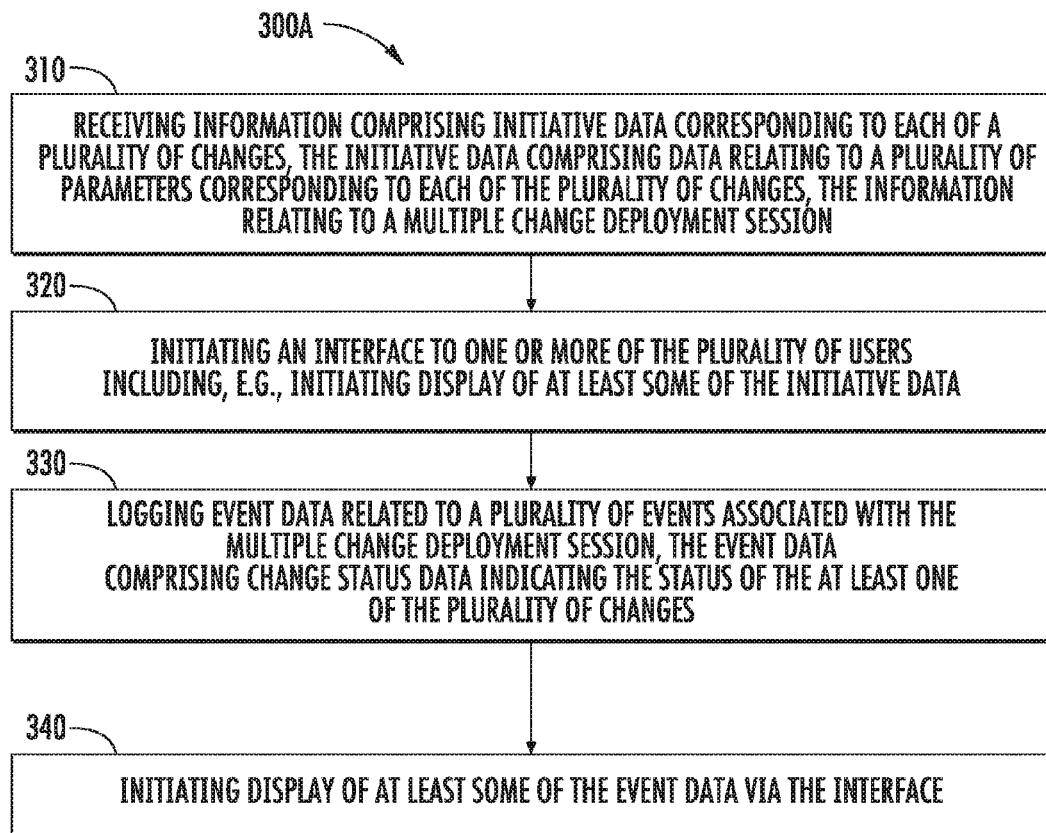 300A
310
RECEIVING INFORMATION COMPRISING INITIATIVE DATA CORRESPONDING TO EACH OF A
PLURALITY OF CHANGES, THE INITIATIVE DATA COMPRISING DATA RELATING TO A PLURALITY OF
PARAMETERS CORRESPONDING TO EACH OF THE PLURALITY OF CHANGES, THE INFORMATION
RELATING TO A MULTIPLE CHANGE DEPLOYMENT SESSION
320
INITIATING AN INTERFACE TO ONE OR MORE OF THE PLURALITY OF USERS
INCLUDING, E.G., INITIATING DISPLAY OF AT LEAST SOME OF THE INITIATIVE DATA
330
LOGGING EVENT DATA RELATED TO A PLURALITY OF EVENTS ASSOCIATED WITH THE
MULTIPLE CHANGE DEPLOYMENT SESSION, THE EVENT DATA
COMPRISING CHANGE STATUS DATA INDICATING THE STATUS OF THE AT LEAST ONE
OF THE PLURALITY OF CHANGES
340
INITIATING DISPLAY OF AT LEAST SOME OF THE EVENT DATA VIA THE INTERFACE